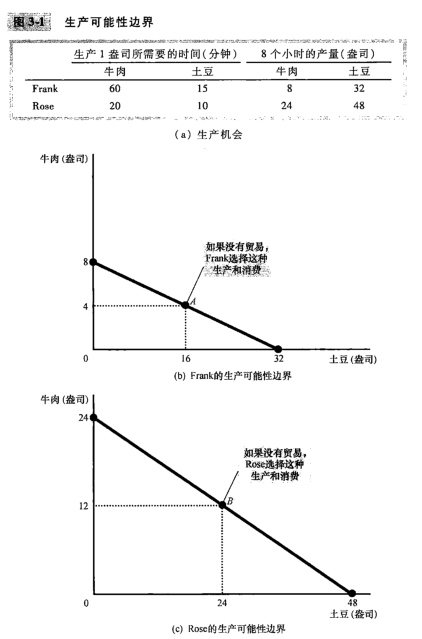 图 3-1 生产可能性边界
生产 1 盎司所需要的时间(分钟) 8 个小时的产量(盎司)
牛肉 土豆 牛肉 土豆
Frank 60 15 8 32
Rose 20 10 24 48
(a) 生产机会
牛肉(盎司)
如果没有贸易,
Frank选择这种
生产和消费
8
A
4
0 16 32 土豆(盎司)
(b) Frank的生产可能性边界
牛肉(盎司)
24
如果没有贸易,
Rose选择这种
生产和消费
B
12
0 24 48
土豆(盎司)
(c) Rose的生产可能性边界